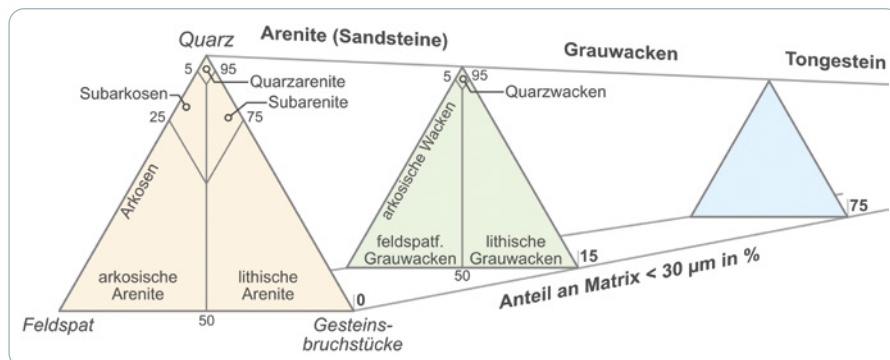 Quarz
Arenite (Sandsteine)
Grauwacken
Tongestein
5
95
Quarzarenite
Subarenite
Subarkosen
25
75
Arkosen
arkosische
Arenite
lithische
Arenite
Feldspat
50
Gesteins-
bruchstücke
0
5
95
Quarzwacken
arkosische Wacken
feldspatf.
Grauwacken
lithische
Grauwacken
50
15
75
Anteil an Matrix < 30 µm in %